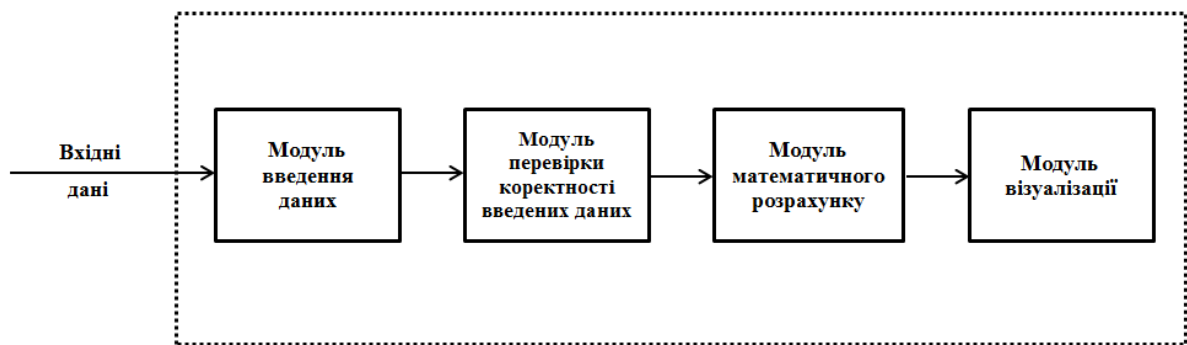 Вхідні
дані
Модуль
введення
даних
Модуль
перевірки
коректності
введених даних
Модуль
математичного
розрахунку
Модуль
візуалізації